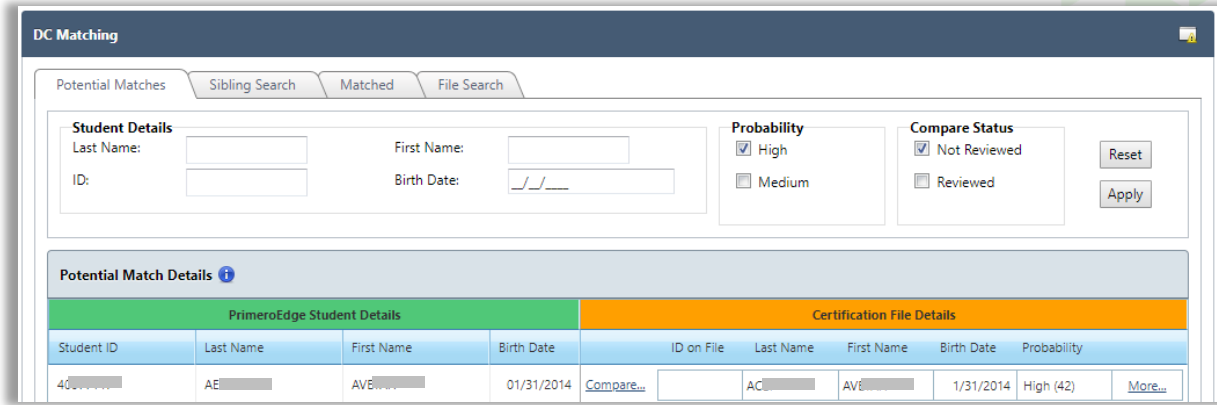 DC Matching
Potential Matches Sibling Search Matched File Search
Student Details Probability Compare Status
Last Name: First Name: High Not Reviewed Reset
ID: Birth Date: __/__/____ Medium Reviewed Apply
Potential Match Details
PrimeroEdge Student Details Certification File Details
Student ID Last Name First Name Birth Date ID on File Last Name First Name Birth Date Probability
01/31/2014 Compare... 1/31/2014 High (42) More...